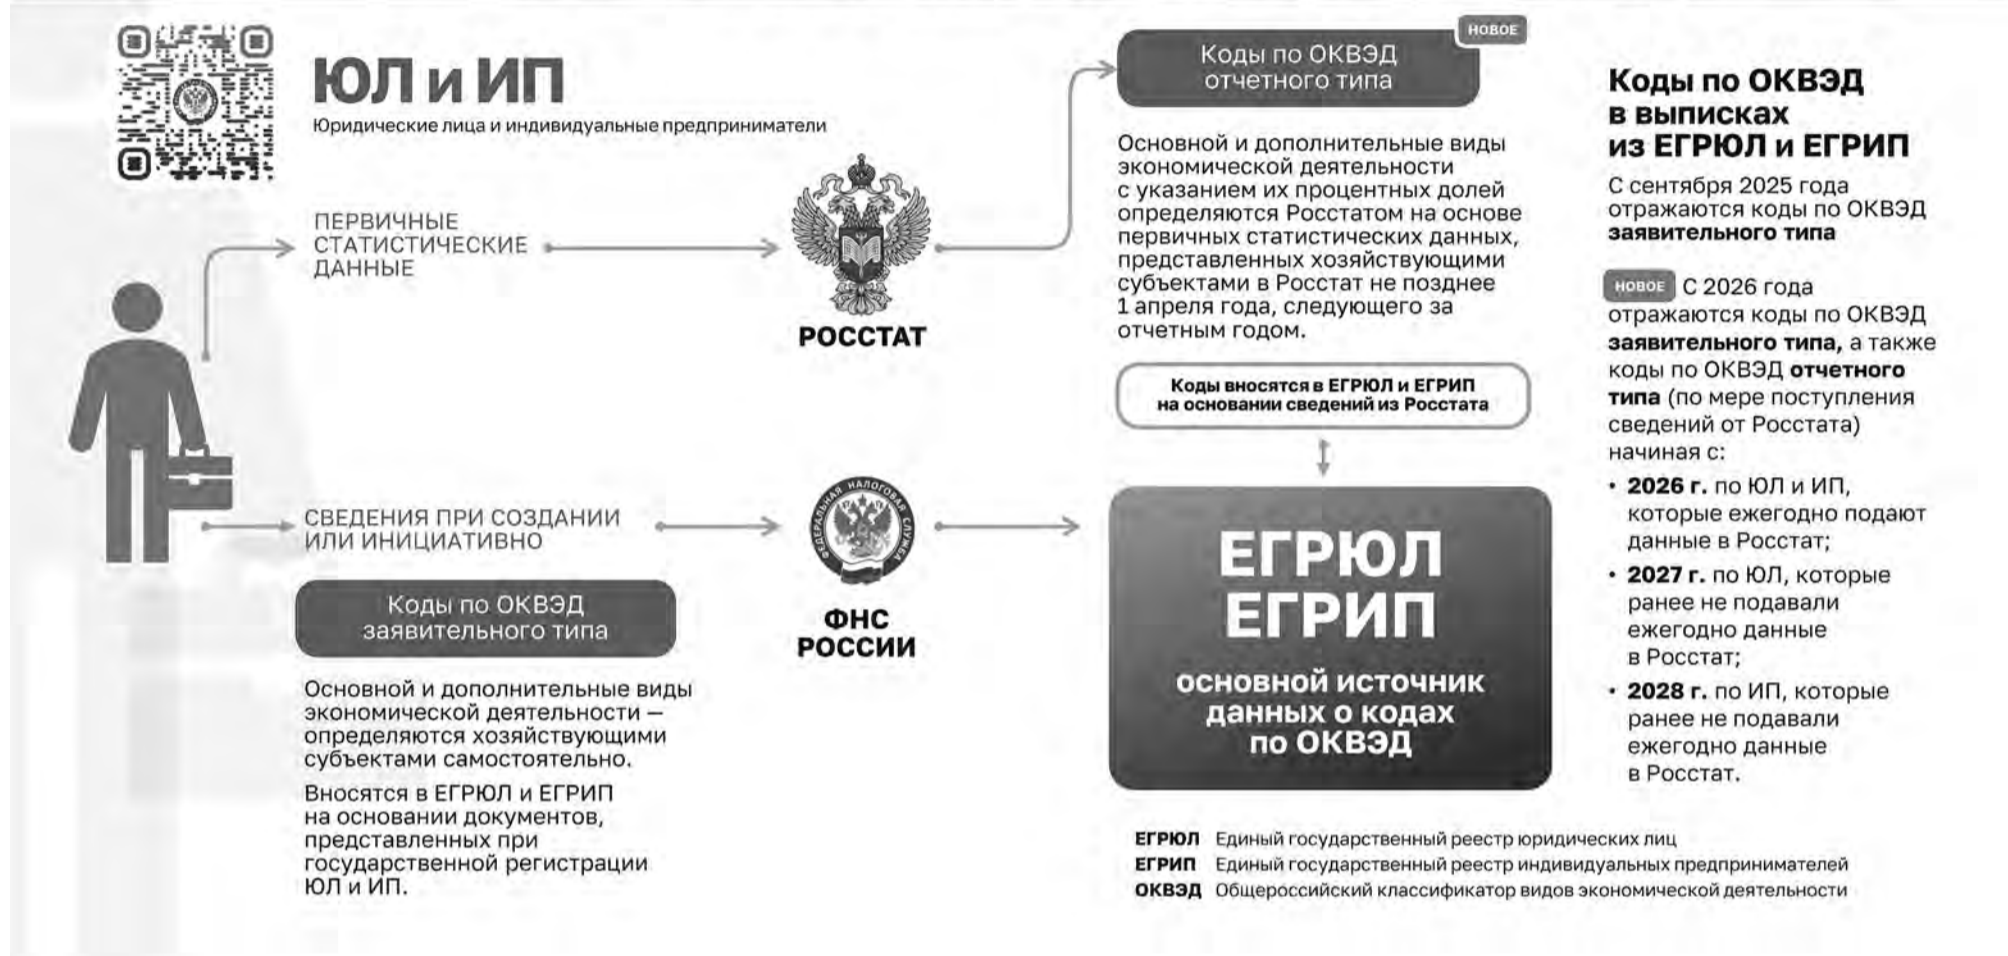 ЮЛ и ИП
Юридические лица и индивидуальные предприниматели
ПЕРВИЧНЫЕ
СТАТИСТИЧЕСКИЕ
ДАННЫЕ
РОССТАТ
НОВОЕ
Коды по ОКВЭД
отчетного типа
Основной и дополнительные виды
экономической деятельности
с указанием их процентных долей
определяются Росстатом на основе
первичных статистических данных,
представленных хозяйствующими
субъектами в Росстат не позднее
1 апреля года, следующего за
отчетным годом.
Коды вносятся в ЕГРЮЛ и ЕГРИП
на основании сведений из Росстата
СВЕДЕНИЯ ПРИ СОЗДАНИИ
ИЛИ ИНИЦИАТИВНО
Коды по ОКВЭД
заявительного типа
Основной и дополнительные виды
экономической деятельности —
определяются хозяйствующими
субъектами самостоятельно.
Вносятся в ЕГРЮЛ и ЕГРИП
на основании документов,
представленных при
государственной регистрации
ЮЛ и ИП.
ФЕДЕРАЛЬНАЯ НАЛОГОВАЯ СЛУЖБА
ФНС
РОССИИ
ЕГРЮЛ
ЕГРИП
основной источник
данных о кодах
по ОКВЭД
Коды по ОКВЭД
в выписках
из ЕГРЮЛ и ЕГРИП
С сентября 2025 года
отражаются коды по ОКВЭД
заявительного типа
НОВОЕ С 2026 года
отражаются коды по ОКВЭД
заявительного типа, а также
коды по ОКВЭД отчетного
типа (по мере поступления
сведений от Росстата)
начиная с:
• 2026 г. по ЮЛ и ИП,
которые ежегодно подают
данные в Росстат;
• 2027 г. по ЮЛ, которые
ранее не подавали
ежегодно данные
в Росстат;
• 2028 г. по ИП, которые
ранее не подавали
ежегодно данные
в Росстат.
ЕГРЮЛ Единый государственный реестр юридических лиц
ЕГРИП Единый государственный реестр индивидуальных предпринимателей
ОКВЭД Общероссийский классификатор видов экономической деятельности